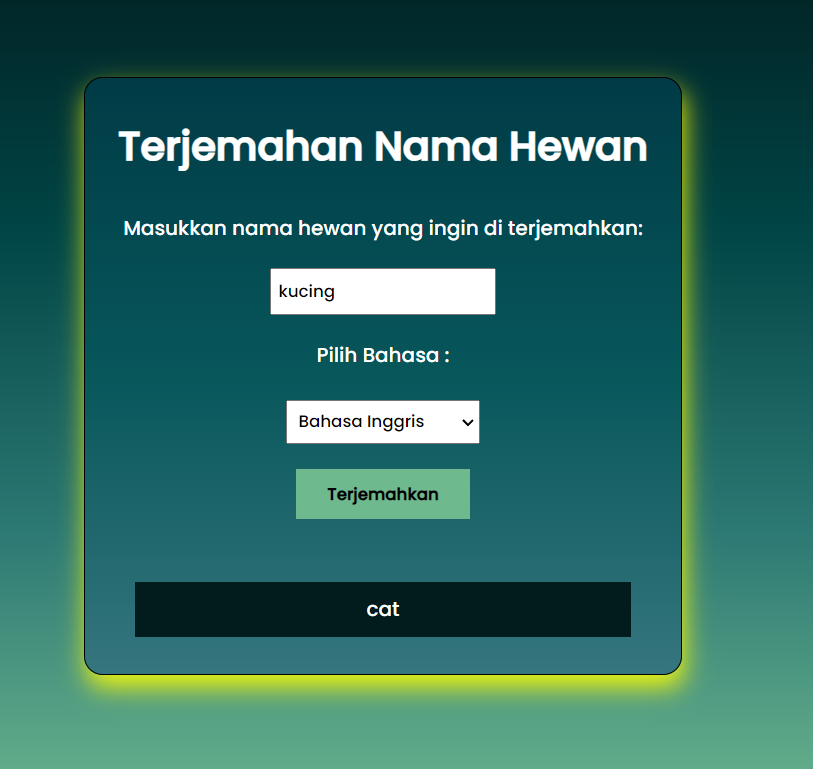 Terjemahan Nama Hewan
Masukkan nama hewan yang ingin di terjemahkan:
kucing
Pilih Bahasa :
Bahasa Inggris
Terjemahkan
cat